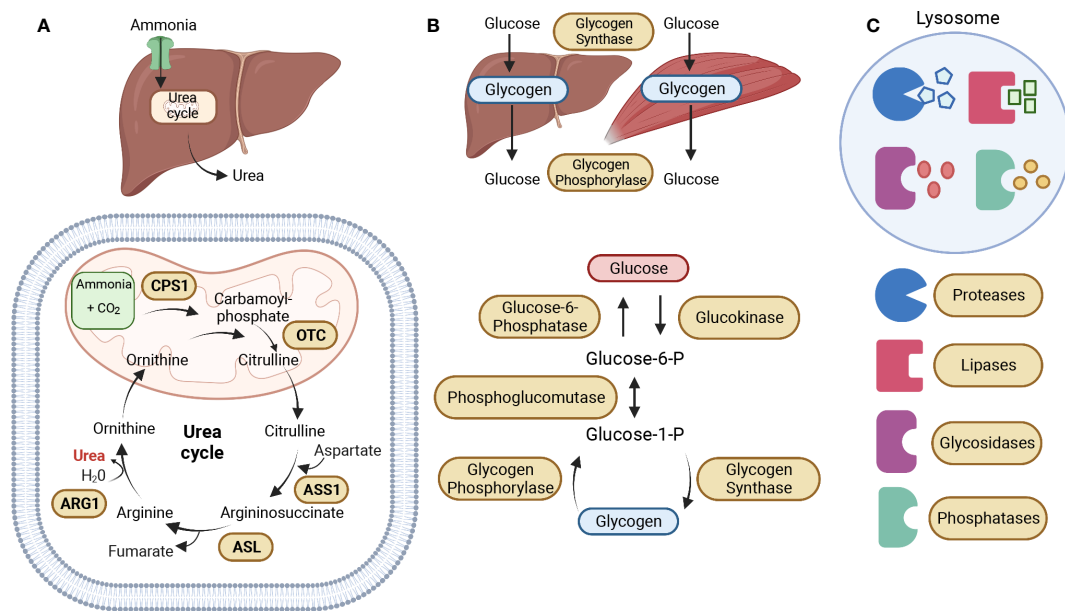 A
Ammonia
Urea
cycle
Urea
Ammonia
+ CO₂
CPS1
Carbamoyl-
phosphate
OTC
Ornithine
Citrulline
Ornithine
Urea
cycle
Citrulline
Urea
H₂0
Aspartate
ARG1
ASS1
Arginine
Argininosuccinate
Fumarate
ASL
B
Glucose
Glycogen
Synthase
Glucose
Glycogen
Glycogen
Glucose
Glycogen
Phosphorylase
Glucose
Glucose
Glucose-6-
Phosphatase
Glucokinase
Glucose-6-P
Phosphoglucomutase
Glucose-1-P
Glycogen
Phosphorylase
Glycogen
Synthase
Glycogen
C
Lysosome
Proteases
Lipases
Glycosidases
Phosphatases